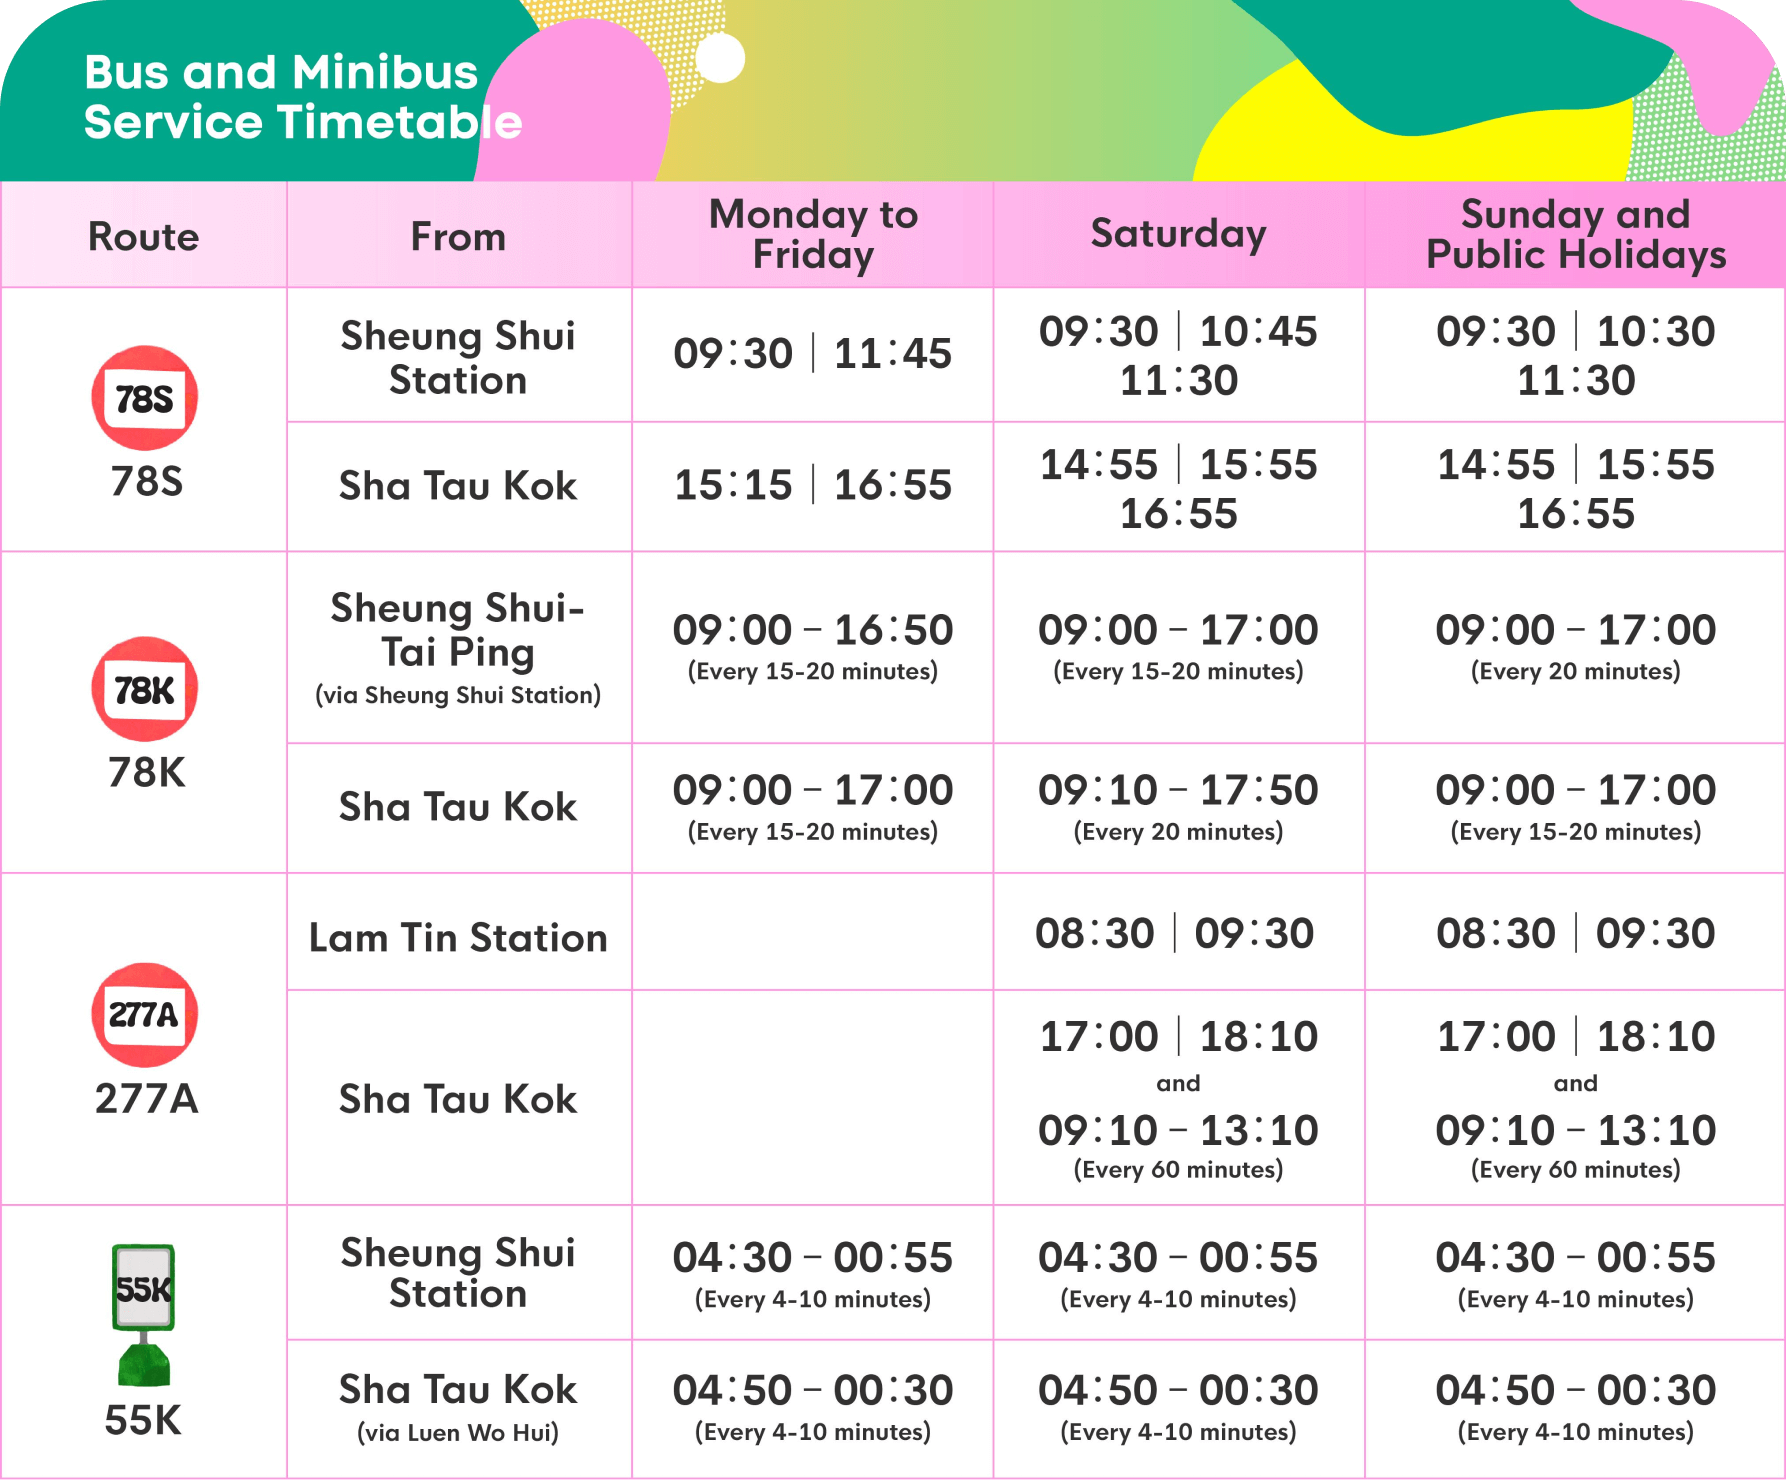 Bus and Minibus
Service Timetable
Route
From
Monday to
Friday
Saturday
Sunday and
Public Holidays
78S
78S
Sheung Shui
Station
09:30 | 11:45
09:30 | 10:45
11:30
09:30 | 10:30
11:30
Sha Tau Kok
15:15 | 16:55
14:55 | 15:55
16:55
14:55 | 15:55
16:55
78K
78K
Sheung Shui-
Tai Ping
(via Sheung Shui Station)
09:00 – 16:50
(Every 15-20 minutes)
09:00 – 17:00
(Every 15-20 minutes)
09:00 – 17:00
(Every 20 minutes)
Sha Tau Kok
09:00 – 17:00
(Every 15-20 minutes)
09:10 – 17:50
(Every 20 minutes)
09:00 – 17:00
(Every 15-20 minutes)
277A
277A
Lam Tin Station
08:30 | 09:30
08:30 | 09:30
Sha Tau Kok
17:00 | 18:10
and
09:10 – 13:10
(Every 60 minutes)
17:00 | 18:10
and
09:10 – 13:10
(Every 60 minutes)
55K
55K
Sheung Shui
Station
04:30 – 00:55
(Every 4-10 minutes)
04:30 – 00:55
(Every 4-10 minutes)
04:30 – 00:55
(Every 4-10 minutes)
Sha Tau Kok
(via Luen Wo Hui)
04:50 – 00:30
(Every 4-10 minutes)
04:50 – 00:30
(Every 4-10 minutes)
04:50 – 00:30
(Every 4-10 minutes)